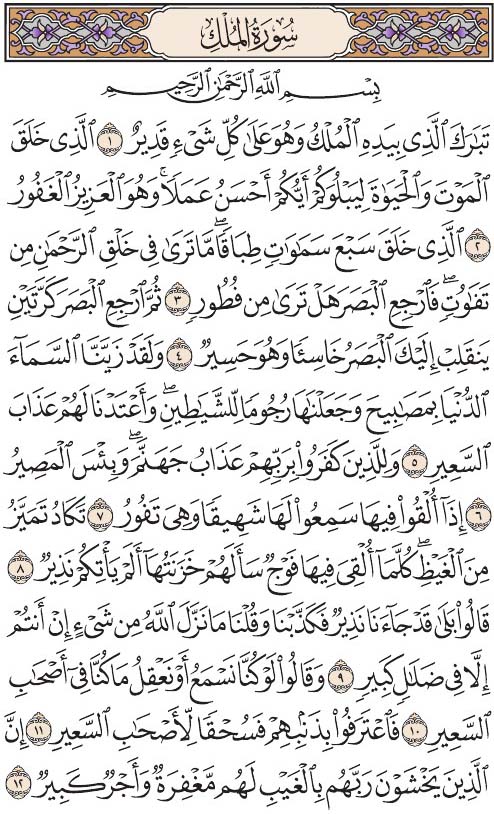 سُورَةُ الْمُلْكِ
بِسْمِ اللَّهِ الرَّحْمَٰنِ الرَّحِيمِ
تَبَٰرَكَ ٱلَّذِى بِيَدِهِ ٱلْمُلْكُ وَهُوَ عَلَىٰ كُلِّ شَىْءٍ قَدِيرٌ ١ ٱلَّذِى خَلَقَ
ٱلْمَوْتَ وَٱلْحَيَوٰةَ لِيَبْلُوَكُمْ أَيُّكُمْ أَحْسَنُ عَمَلًا ۚ وَهُوَ ٱلْعَزِيزُ ٱلْغَفُورُ
٢ ٱلَّذِى خَلَقَ سَبْعَ سَمَٰوَٰتٍ طِبَاقًا ۖ مَّا تَرَىٰ فِى خَلْقِ ٱلرَّحْمَٰنِ مِن
تَفَٰوُتٍ ۖ فَٱرْجِعِ ٱلْبَصَرَ هَلْ تَرَىٰ مِن فُطُورٍ ٣ ثُمَّ ٱرْجِعِ ٱلْبَصَرَ كَرَّتَيْنِ
يَنقَلِبْ إِلَيْكَ ٱلْبَصَرُ خَاسِئًا وَهُوَ حَسِيرٌ ٤ وَلَقَدْ زَيَّنَّا ٱلسَّمَآءَ
ٱلدُّنْيَا بِمَصَٰبِيحَ وَجَعَلْنَٰهَا رُجُومًا لِّلشَّيَٰطِينِ ۖ وَأَعْتَدْنَا لَهُمْ عَذَابَ
ٱلسَّعِيرِ ٥ وَلِلَّذِينَ كَفَرُوا۟ بِرَبِّهِمْ عَذَابُ جَهَنَّمَ ۖ وَبِئْسَ ٱلْمَصِيرُ
٦ إِذَآ أُلْقُوا۟ فِيهَا سَمِعُوا۟ لَهَا شَهِيقًا وَهِىَ تَفُورُ ٧ تَكَادُ تَمَيَّزُ
مِنَ ٱلْغَيْظِ ۖ كُلَّمَآ أُلْقِىَ فِيهَا فَوْجٌ سَأَلَهُمْ خَزَنَتُهَآ أَلَمْ يَأْتِكُمْ نَذِيرٌ ٨
قَالُوا۟ بَلَىٰ قَدْ جَآءَنَا نَذِيرٌ فَكَذَّبْنَا وَقُلْنَا مَا نَزَّلَ ٱللَّهُ مِن شَىْءٍ إِنْ أَنتُمْ
إِلَّا فِى ضَلَٰلٍ كَبِيرٍ ٩ وَقَالُوا۟ لَوْ كُنَّا نَسْمَعُ أَوْ نَعْقِلُ مَا كُنَّا فِىٓ أَصْحَٰبِ
ٱلسَّعِيرِ ١٠ فَٱعْتَرَفُوا۟ بِذَنۢبِهِمْ فَسُحْقًا لِّأَصْحَٰبِ ٱلسَّعِيرِ ١١ إِنَّ
ٱلَّذِينَ يَخْشَوْنَ رَبَّهُم بِٱلْغَيْبِ لَهُم مَّغْفِرَةٌ وَأَجْرٌ كَبِيرٌ ١٢